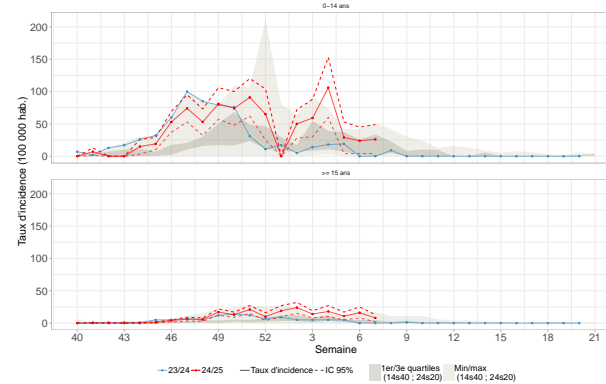 0−14 ans
200
150
100
50
0
>= 15 ans
200
150
100
50
0
Taux d'incidence (100 000 hab.)
40 43 46 49 52 3 6 9 12 15 18 21
Semaine
23/24 24/25 Taux d'incidence IC 95% 1er/3e quartiles (14s40 ; 24s20) Min/max (14s40 ; 24s20)